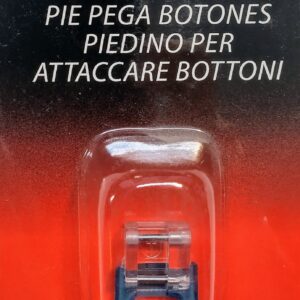 PIE PEGA BOTONES
PIEDINO PER
ATTACCARE BOTTONI